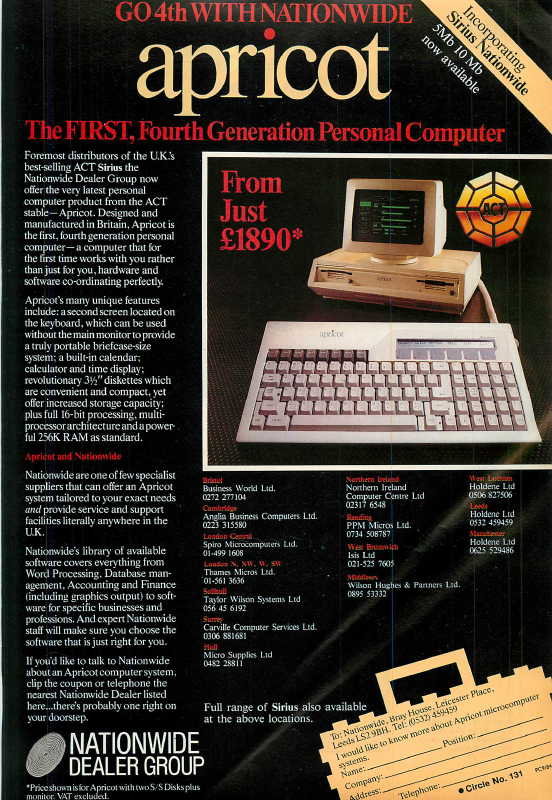 GO 4th WITH NATIONWIDE
apricot
Incorporating
Sirius Nationwide
5Mb 10 Mb
now available
The FIRST, Fourth Generation Personal Computer
Foremost distributors of the U.K.'s
best-selling ACT Sirius the
Nationwide Dealer Group now
offer the very latest personal
computer product from the ACT
stable—Apricot. Designed and
manufactured in Britain, Apricot is
the first, fourth generation personal
computer—a computer that for
the first time works with you rather
than just for you, hardware and
software co-ordinating perfectly.
Apricot's many unique features
include: a second screen located on
the keyboard, which can be used
without the main monitor to provide
a truly portable briefcase-size
system; a built-in calendar;
calculator and time display;
revolutionary 3½″ diskettes which
are convenient and compact, yet
offer increased storage capacity;
plus full 16-bit processing, multi-
processor architecture and a power-
ful 256K RAM as standard.
Apricot and Nationwide
Nationwide are one of few specialist
suppliers that can offer an Apricot
system tailored to your exact needs
and provide service and support
facilities literally anywhere in the
U.K.
Nationwide's library of available
software covers everything from
Word Processing, Database man-
agement, Accounting and Finance
(including graphics output) to soft-
ware for specific businesses and
professions. And expert Nationwide
staff will make sure you choose the
software that is just right for you.
If you'd like to talk to Nationwide
about an Apricot computer system,
clip the coupon or telephone the
nearest Nationwide Dealer listed
here...there's probably one right on
your doorstep.
NATIONWIDE
DEALER GROUP
*Price shown is for Apricot with two S/S Disks plus
monitor. VAT excluded.
From
Just
£1890*
ACT
apricot
apricot
Bristol
Business World Ltd.
0272 277104
Cambridge
Anglia Business Computers Ltd.
0223 315580
London Central
Spiro Microcomputers Ltd.
01-499 1608
London N, NW, W, SW
Thames Micros Ltd.
01-561 3636
Solihull
Taylor Wilson Systems Ltd
056 45 6192
Surrey
Carville Computer Services Ltd.
0306 881681
Hull
Micro Supplies Ltd
0482 28811
Northern Ireland
Northern Ireland
Computer Centre Ltd
02317 6548
Reading
PPM Micros Ltd.
0734 508787
West Bromwich
Isis Ltd
021-525 7605
Middlesex
Wilson Hughes & Partners Ltd.
0895 53332
West Lothian
Holdene Ltd
0506 827506
Leeds
Holdene Ltd
0532 459459
Manchester
Holdene Ltd
0625 529486
Full range of Sirius also available
at the above locations.
To: Nationwide, Bray House, Leicester Place,
Leeds LS2 9BH. Tel: (0532) 459459
I would like to know more about Apricot microcomputer
systems.
Name: Position:
Company:
Address: Telephone:
Circle No. 131